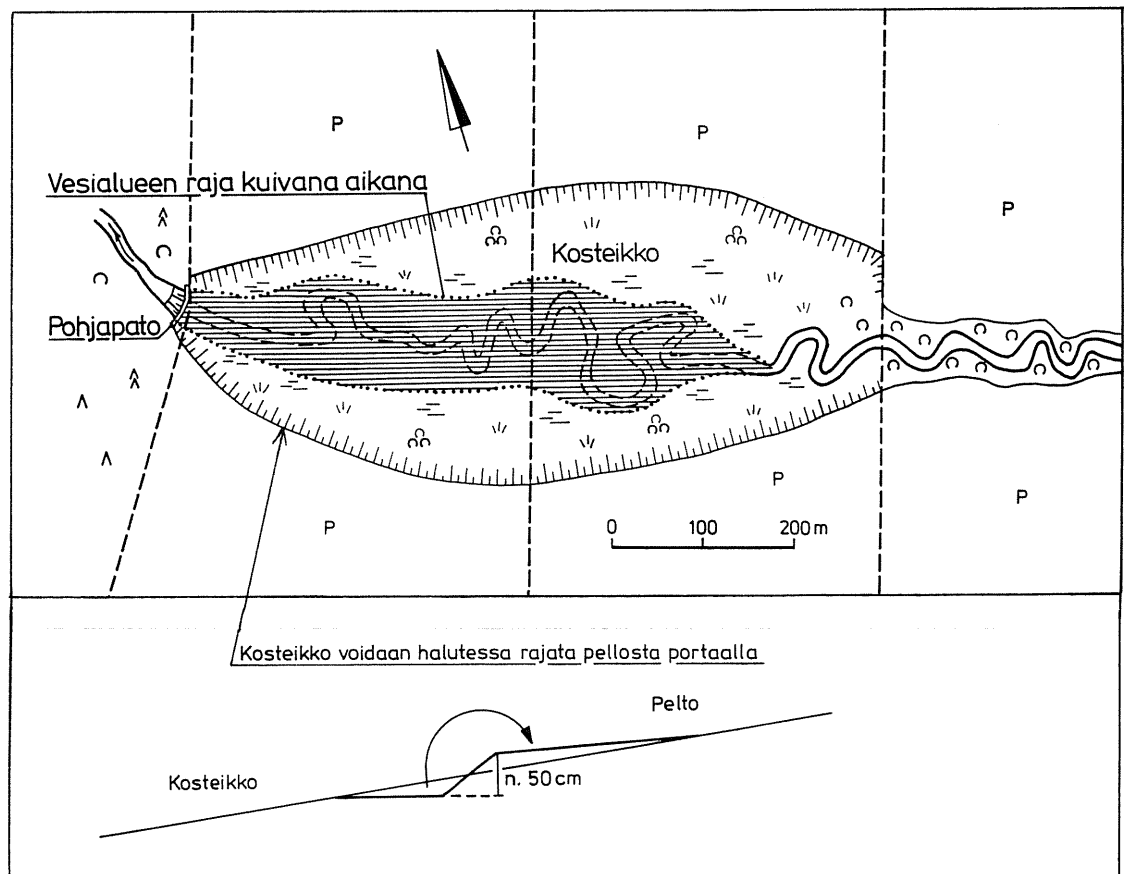 P
P
Vesialueen raja kuivana aikana
P
Kosteikko
Pohjapato
P
P
P
0 100 200 m
Kosteikko voidaan halutessa rajata pellosta portaalla
Pelto
Kosteikko
n. 50 cm